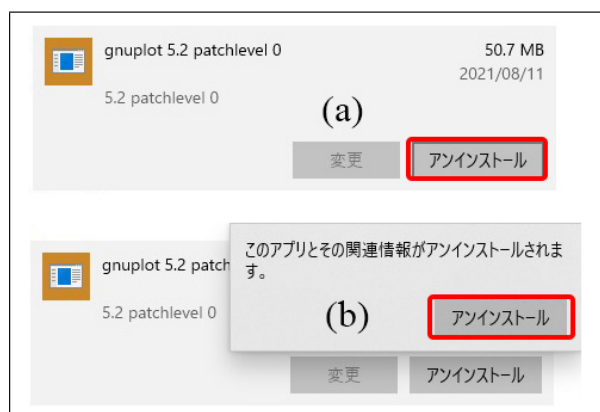 gnuplot 5.2 patchlevel 0
50.7 MB
2021/08/11
5.2 patchlevel 0
(a)
変更
アンインストール
gnuplot 5.2 patch
このアプリとその関連情報がアンインストールされま
す。
5.2 patchlevel 0
(b)
アンインストール
変更
アンインストール